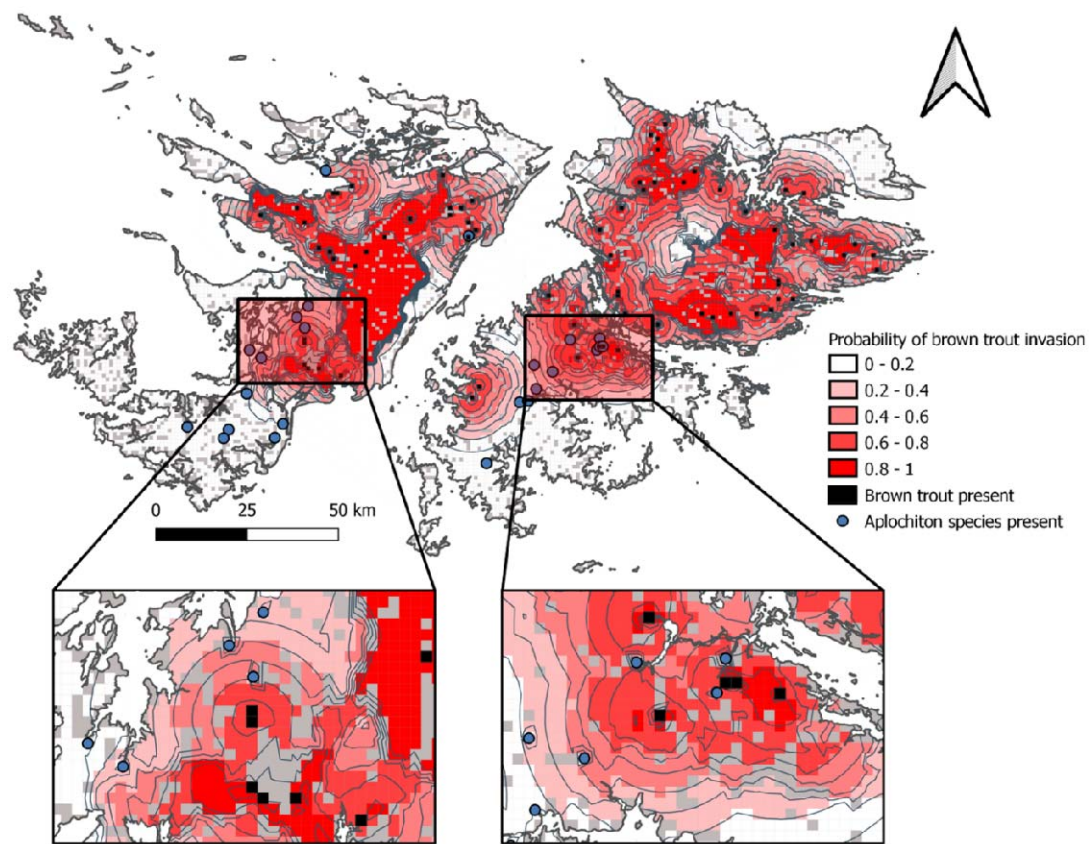 Probability of brown trout invasion
0 - 0.2
0.2 - 0.4
0.4 - 0.6
0.6 - 0.8
0.8 - 1
Brown trout present
Aplochiton species present
0 25 50 km